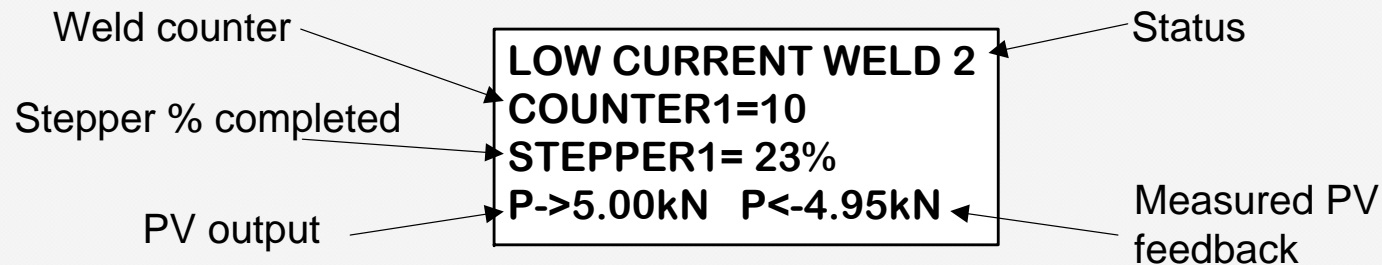 Weld counter
Status
LOW CURRENT WELD 2
COUNTER1=10
Stepper % completed
STEPPER1= 23%
P->5.00kN P<-4.95kN
PV output
Measured PV
feedback